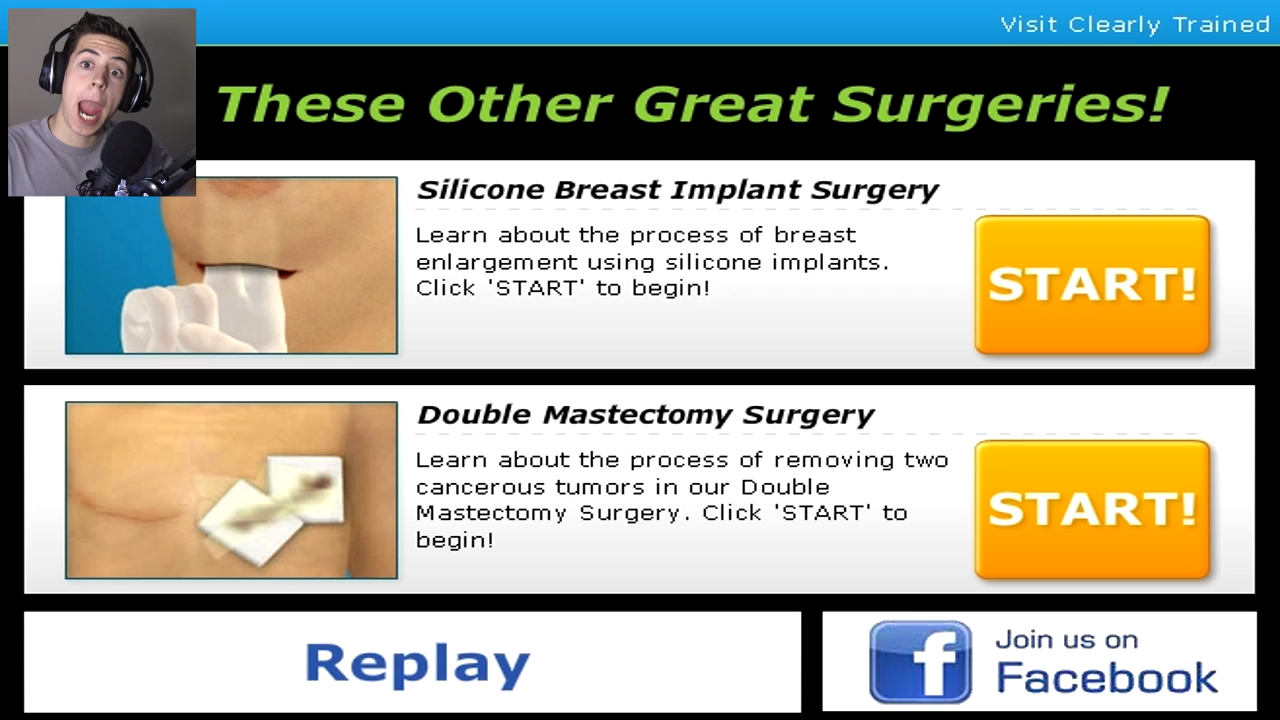 Visit Clearly Trained
These Other Great Surgeries!
Silicone Breast Implant Surgery
Learn about the process of breast
enlargement using silicone implants.
Click 'START' to begin!
START!
Double Mastectomy Surgery
Learn about the process of removing two
cancerous tumors in our Double
Mastectomy Surgery. Click 'START' to
begin!
START!
Replay
f
Join us on
Facebook